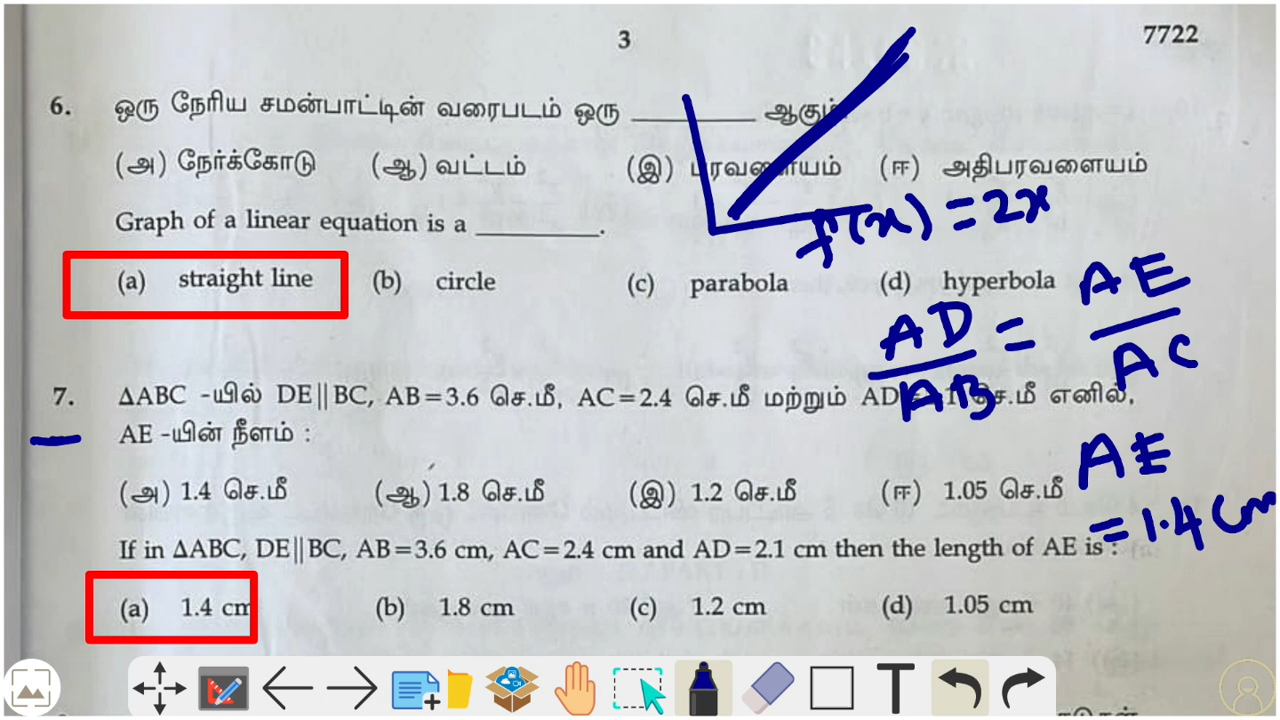 3
7722
6. ஒரு நேரிய சமன்பாட்டின் வரைபடம் ஒரு __________ ஆகும்
(அ) நேர்க்கோடு (ஆ) வட்டம் (இ) பரவளையம் (ஈ) அதிபரவளையம்
f(x) = 2x
Graph of a linear equation is a __________.
(a) straight line (b) circle (c) parabola (d) hyperbola
AD/AB = AE/AC
7. ΔABC -யில் DE||BC, AB=3.6 செ.மீ, AC=2.4 செ.மீ மற்றும் AD செ.மீ எனில்,
AE -யின் நீளம் :
(அ) 1.4 செ.மீ (ஆ) 1.8 செ.மீ (இ) 1.2 செ.மீ (ஈ) 1.05 செ.மீ
AE
= 1.4 cm
If in ΔABC, DE||BC, AB=3.6 cm, AC=2.4 cm and AD=2.1 cm then the length of AE is :
(a) 1.4 cm (b) 1.8 cm (c) 1.2 cm (d) 1.05 cm